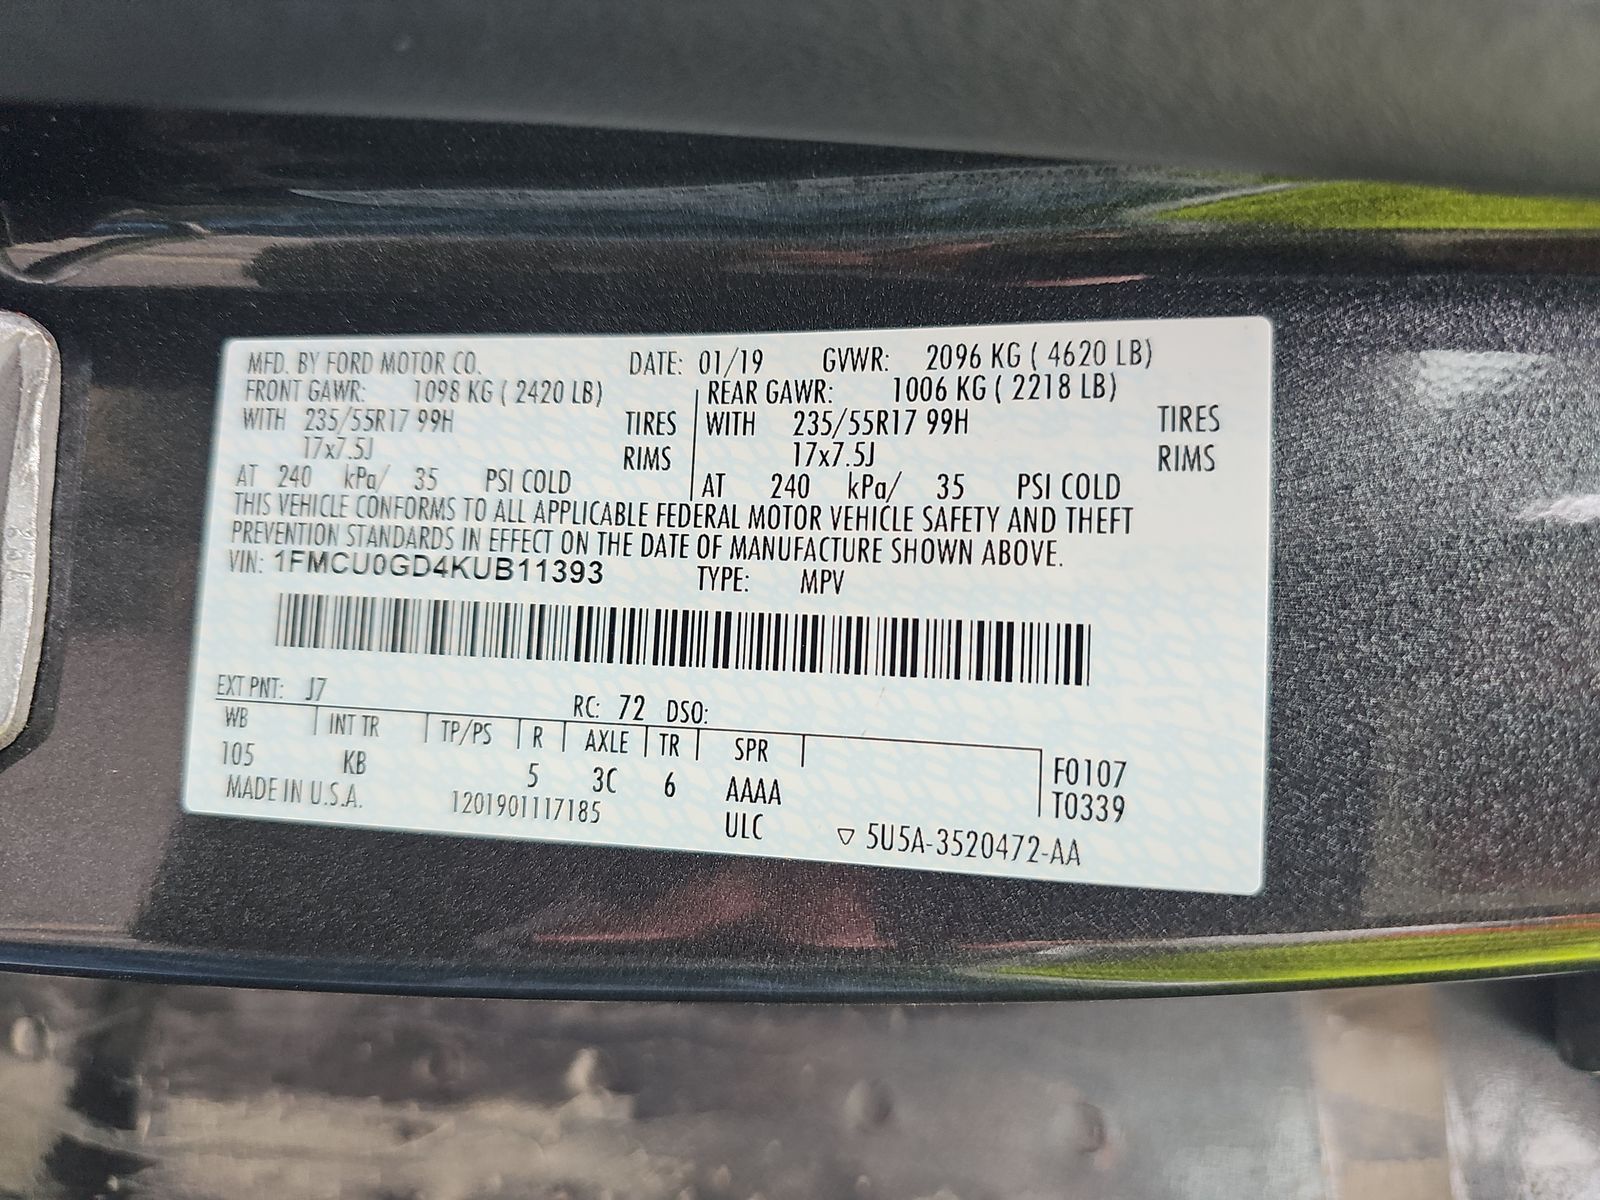 MFD. BY FORD MOTOR CO. DATE: 01/19 GVWR: 2096 KG ( 4620 LB)
FRONT GAWR: 1098 KG ( 2420 LB) REAR GAWR: 1006 KG ( 2218 LB)
WITH 235/55R17 99H TIRES WITH 235/55R17 99H TIRES
17x7.5J RIMS 17x7.5J RIMS
AT 240 kPa/ 35 PSI COLD AT 240 kPa/ 35 PSI COLD
THIS VEHICLE CONFORMS TO ALL APPLICABLE FEDERAL MOTOR VEHICLE SAFETY AND THEFT
PREVENTION STANDARDS IN EFFECT ON THE DATE OF MANUFACTURE SHOWN ABOVE.
VIN: 1FMCU0GD4KUB11393 TYPE: MPV
EXT PNT: J7 RC: 72 DSO:
WB INT TR TP/PS R AXLE TR SPR
105 KB 5 3C 6 AAAA F0107
MADE IN U.S.A. 1201901117185 ULC T0339
▽ 5U5A-3520472-AA